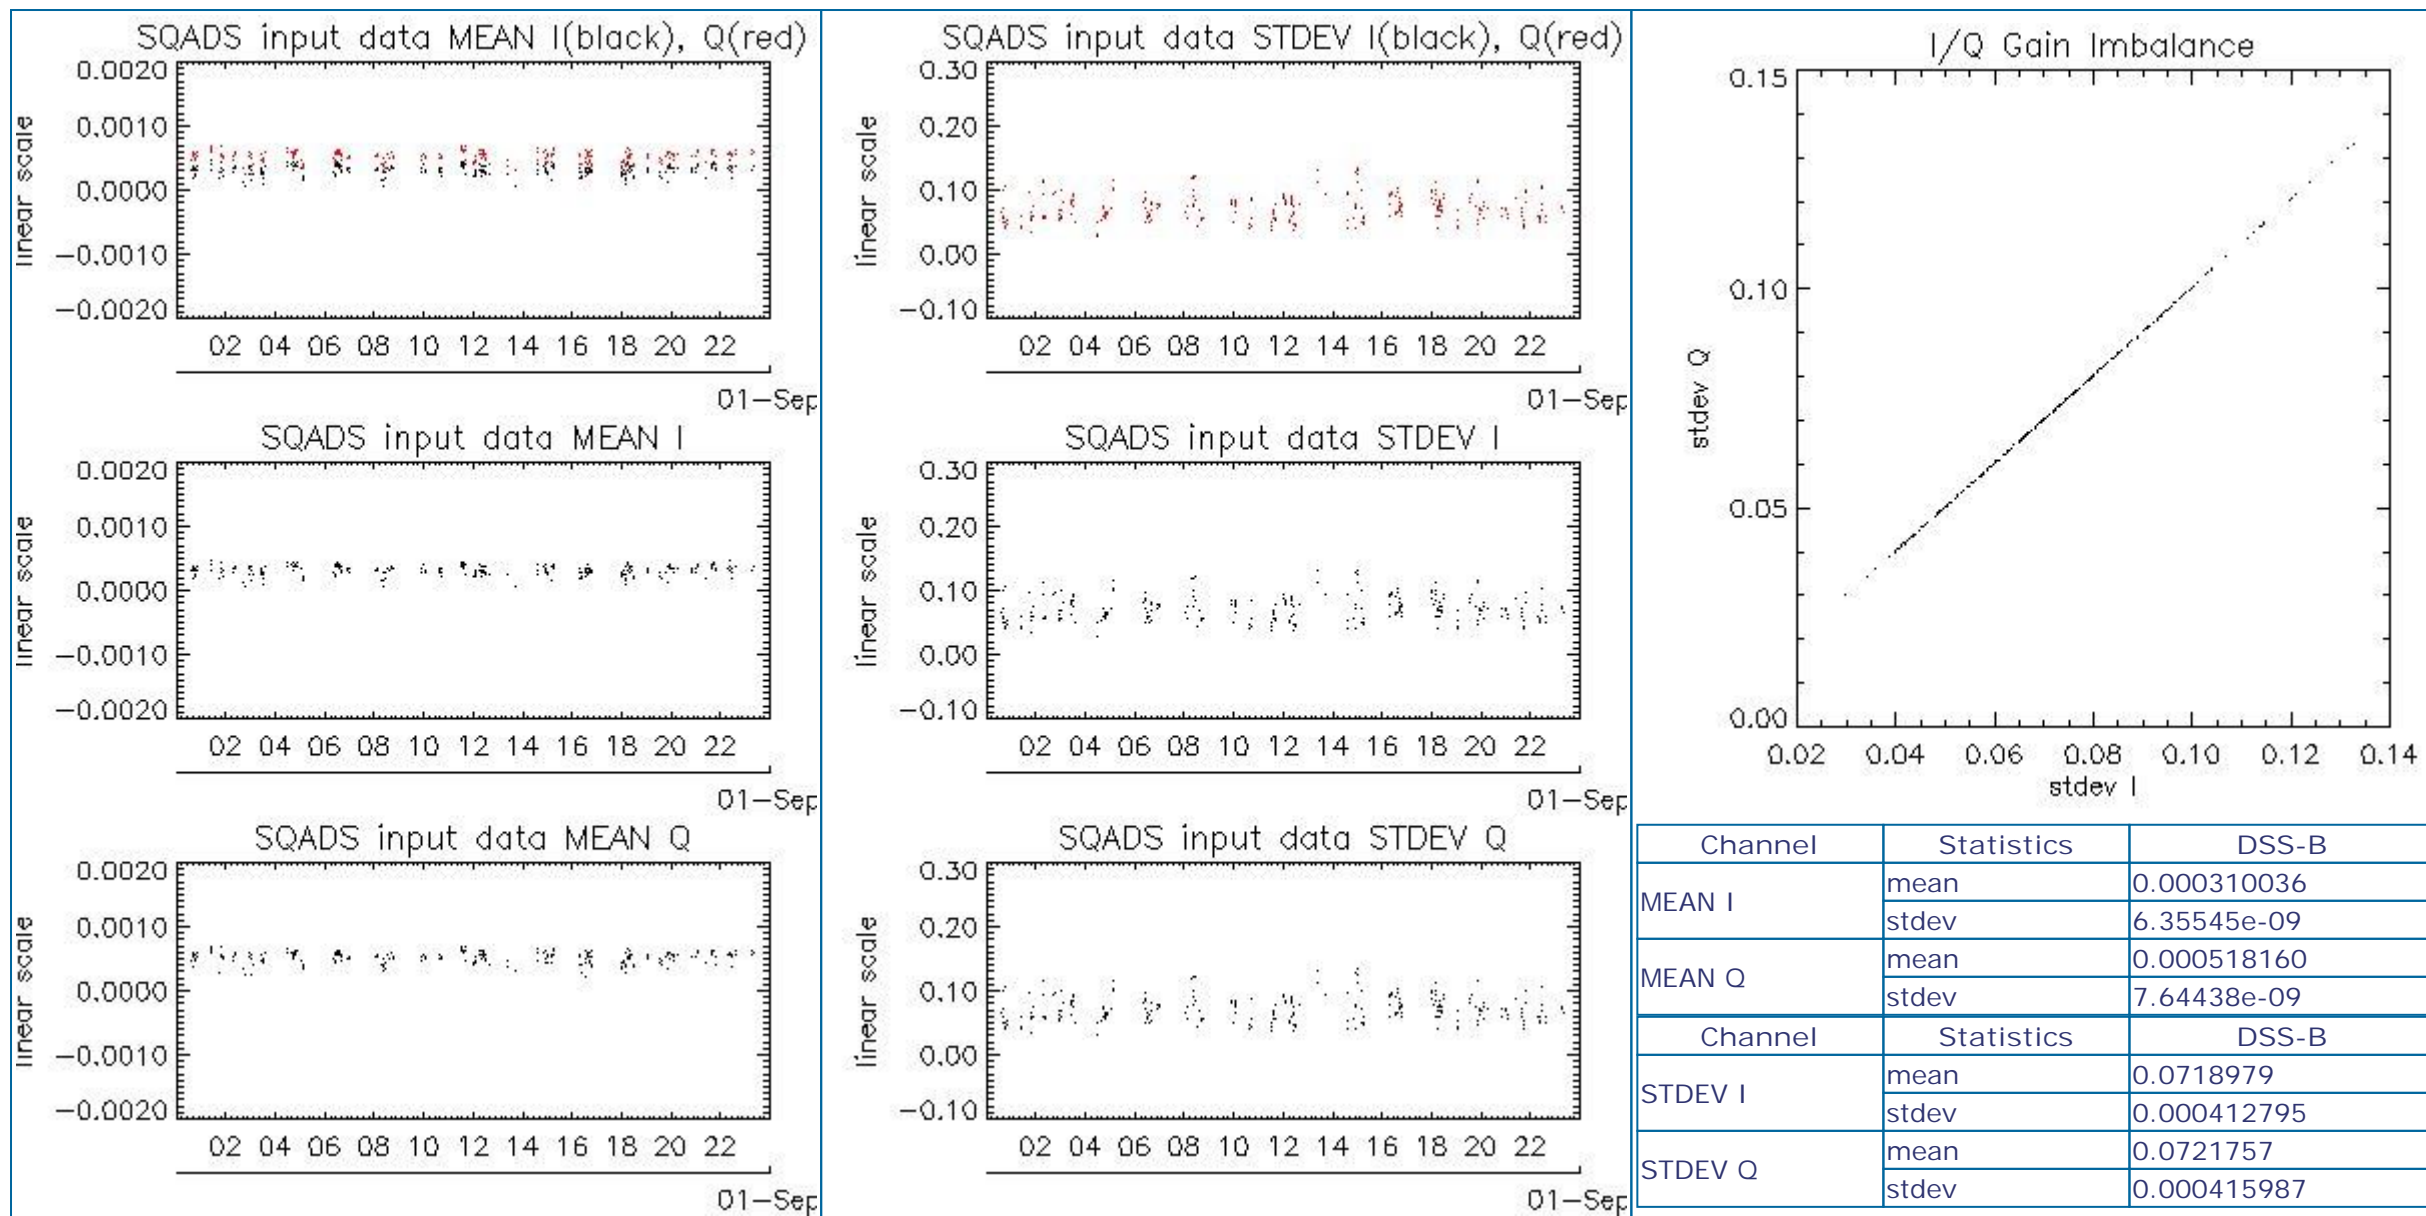 SQADS input data MEAN I(black), Q(red)
linear scale
0.0020
0.0010
0.0000
−0.0010
−0.0020
02 04 06 08 10 12 14 16 18 20 22
01−Sep
SQADS input data MEAN I
linear scale
0.0020
0.0010
0.0000
−0.0010
−0.0020
02 04 06 08 10 12 14 16 18 20 22
01−Sep
SQADS input data MEAN Q
linear scale
0.0020
0.0010
0.0000
−0.0010
−0.0020
02 04 06 08 10 12 14 16 18 20 22
01−Sep
SQADS input data STDEV I(black), Q(red)
linear scale
0.30
0.20
0.10
0.00
−0.10
02 04 06 08 10 12 14 16 18 20 22
01−Sep
SQADS input data STDEV I
linear scale
0.30
0.20
0.10
0.00
−0.10
02 04 06 08 10 12 14 16 18 20 22
01−Sep
SQADS input data STDEV Q
linear scale
0.30
0.20
0.10
0.00
−0.10
02 04 06 08 10 12 14 16 18 20 22
01−Sep
I/Q Gain Imbalance
stdev Q
0.15
0.10
0.05
0.00
0.02 0.04 0.06 0.08 0.10 0.12 0.14
stdev I
Channel Statistics DSS-B
MEAN I mean 0.000310036
stdev 6.35545e-09
MEAN Q mean 0.000518160
stdev 7.64438e-09
Channel Statistics DSS-B
STDEV I mean 0.0718979
stdev 0.000412795
STDEV Q mean 0.0721757
stdev 0.000415987